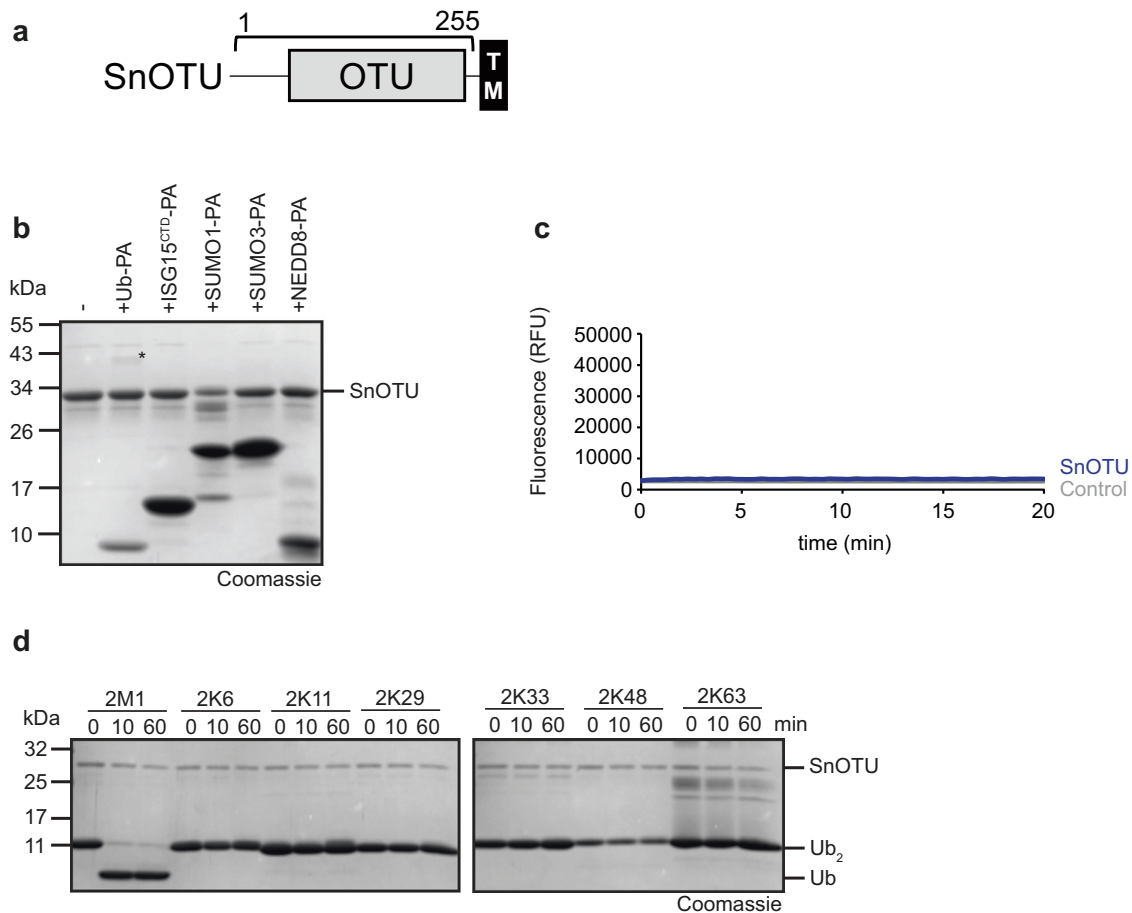 a
1 255
SnOTU OTU TM
b
kDa
-
+Ub-PA
+ISG15CTD-PA
+SUMO1-PA
+SUMO3-PA
+NEDD8-PA
55
43 *
34 SnOTU
26
17
10
Coomassie
c
Fluorescence (RFU)
50000
40000
30000
20000
10000
0
SnOTU
Control
0 5 10 15 20
time (min)
d
2M1 2K6 2K11 2K29 2K33 2K48 2K63
kDa 0 10 60 0 10 60 0 10 60 0 10 60 0 10 60 0 10 60 0 10 60 min
32
25
17
11
SnOTU
Ub2
Ub
Coomassie